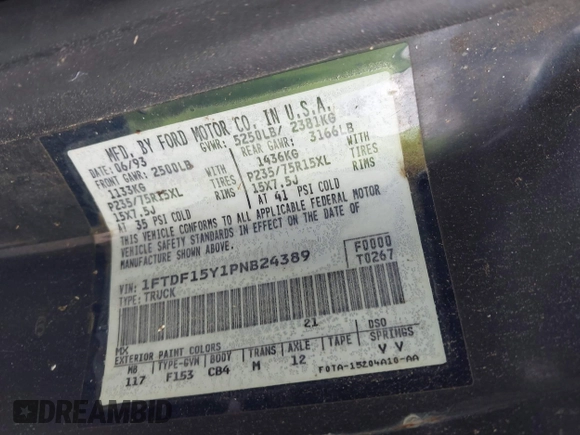 MFD. BY FORD MOTOR CO. IN U.S.A.
DATE: 06/93 GVWR: 5250LB/ 2381KG
FRONT GAWR: 2500LB REAR GAWR: 3166LB
1133KG WITH 1436KG WITH
P235/75R15XL TIRES P235/75R15XL TIRES
15X7.5J RIMS 15X7.5J RIMS
AT 35 PSI COLD AT 41 PSI COLD
THIS VEHICLE CONFORMS TO ALL APPLICABLE FEDERAL MOTOR
VEHICLE SAFETY STANDARDS IN EFFECT ON THE DATE OF
MANUFACTURE SHOWN ABOVE.
VIN: 1FTDF15Y1PNB24389 F0000
TYPE: TRUCK T0267
MX 21
EXTERIOR PAINT COLORS DSO
WB TYPE-GVW BODY TRANS AXLE TAPE SPRINGS
117 F153 CB4 M 12 V V
F0TA-15204A10-AA
DREAMBID